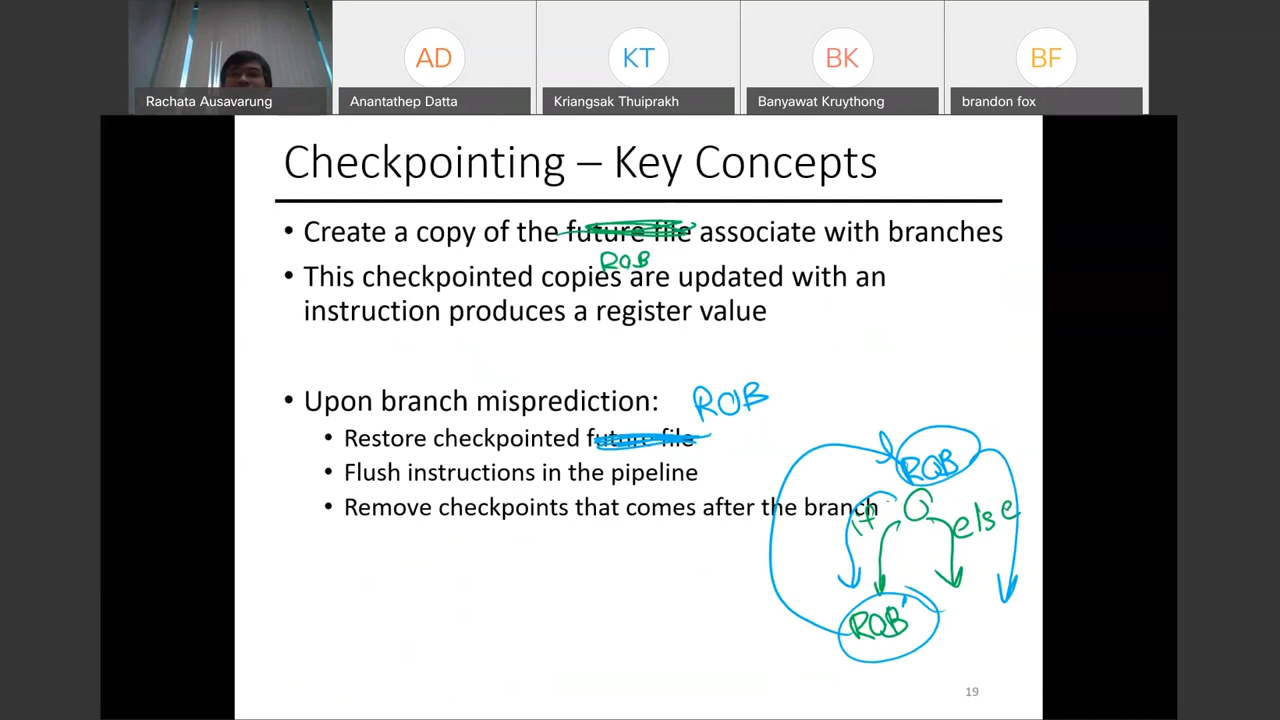 AD
KT
BK
BF
Rachata Ausavarung
Anantathep Datta
Kriangsak Thuiprakh
Banyawat Kruythong
brandon fox
Checkpointing – Key Concepts
• Create a copy of the future file associate with branches
ROB
• This checkpointed copies are updated with an
instruction produces a register value
• Upon branch misprediction: ROB
• Restore checkpointed future file
• Flush instructions in the pipeline
• Remove checkpoints that comes after the branch
ROB
if
else
ROB'
19